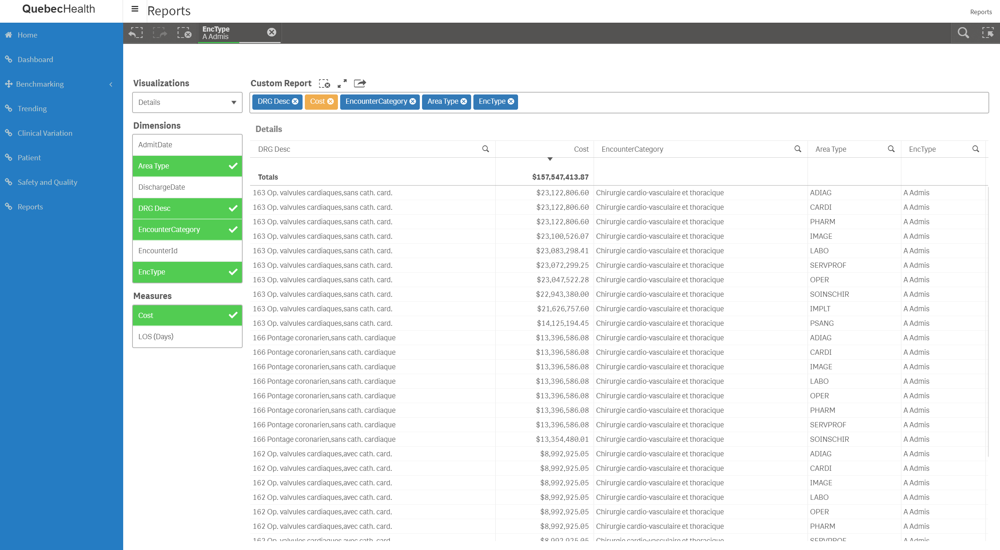 QuebecHealth
Reports
Reports
Home
Dashboard
Benchmarking
Trending
Clinical Variation
Patient
Safety and Quality
Reports
EncType
A Admis
Visualizations
Details
Dimensions
AdmitDate
Area Type
DischargeDate
DRG Desc
EncounterCategory
EncounterId
EncType
Measures
Cost
LOS (Days)
Custom Report
DRG Desc Cost EncounterCategory Area Type EncType
Details
DRG Desc Cost EncounterCategory Area Type EncType
Totals $157,547,413.87
163 Op. valvules cardiaques,sans cath. card. $23,122,806.60 Chirurgie cardio-vasculaire et thoracique ADIAG A Admis
163 Op. valvules cardiaques,sans cath. card. $23,122,806.60 Chirurgie cardio-vasculaire et thoracique CARDI A Admis
163 Op. valvules cardiaques,sans cath. card. $23,122,806.60 Chirurgie cardio-vasculaire et thoracique PHARM A Admis
163 Op. valvules cardiaques,sans cath. card. $23,100,526.07 Chirurgie cardio-vasculaire et thoracique IMAGE A Admis
163 Op. valvules cardiaques,sans cath. card. $23,083,298.41 Chirurgie cardio-vasculaire et thoracique LABO A Admis
163 Op. valvules cardiaques,sans cath. card. $23,072,299.25 Chirurgie cardio-vasculaire et thoracique SERVPROF A Admis
163 Op. valvules cardiaques,sans cath. card. $23,047,522.28 Chirurgie cardio-vasculaire et thoracique OPER A Admis
163 Op. valvules cardiaques,sans cath. card. $22,943,380.00 Chirurgie cardio-vasculaire et thoracique SOINSCHIR A Admis
163 Op. valvules cardiaques,sans cath. card. $21,626,757.60 Chirurgie cardio-vasculaire et thoracique IMPLT A Admis
163 Op. valvules cardiaques,sans cath. card. $14,125,194.45 Chirurgie cardio-vasculaire et thoracique PSANG A Admis
166 Pontage coronarien,sans cath. cardiaque $13,396,586.08 Chirurgie cardio-vasculaire et thoracique ADIAG A Admis
166 Pontage coronarien,sans cath. cardiaque $13,396,586.08 Chirurgie cardio-vasculaire et thoracique CARDI A Admis
166 Pontage coronarien,sans cath. cardiaque $13,396,586.08 Chirurgie cardio-vasculaire et thoracique IMAGE A Admis
166 Pontage coronarien,sans cath. cardiaque $13,396,586.08 Chirurgie cardio-vasculaire et thoracique LABO A Admis
166 Pontage coronarien,sans cath. cardiaque $13,396,586.08 Chirurgie cardio-vasculaire et thoracique OPER A Admis
166 Pontage coronarien,sans cath. cardiaque $13,396,586.08 Chirurgie cardio-vasculaire et thoracique PHARM A Admis
166 Pontage coronarien,sans cath. cardiaque $13,396,586.08 Chirurgie cardio-vasculaire et thoracique SERVPROF A Admis
166 Pontage coronarien,sans cath. cardiaque $13,354,480.01 Chirurgie cardio-vasculaire et thoracique SOINSCHIR A Admis
162 Op. valvules cardiaques,avec cath. card. $8,992,925.05 Chirurgie cardio-vasculaire et thoracique ADIAG A Admis
162 Op. valvules cardiaques,avec cath. card. $8,992,925.05 Chirurgie cardio-vasculaire et thoracique CARDI A Admis
162 Op. valvules cardiaques,avec cath. card. $8,992,925.05 Chirurgie cardio-vasculaire et thoracique IMAGE A Admis
162 Op. valvules cardiaques,avec cath. card. $8,992,925.05 Chirurgie cardio-vasculaire et thoracique LABO A Admis
162 Op. valvules cardiaques,avec cath. card. $8,992,925.05 Chirurgie cardio-vasculaire et thoracique OPER A Admis
162 Op. valvules cardiaques,avec cath. card. $8,992,925.05 Chirurgie cardio-vasculaire et thoracique PHARM A Admis
162 Op. valvules cardiaques,avec cath. card. $8,992,925.05 Chirurgie cardio-vasculaire et thoracique SERVPROF A Admis